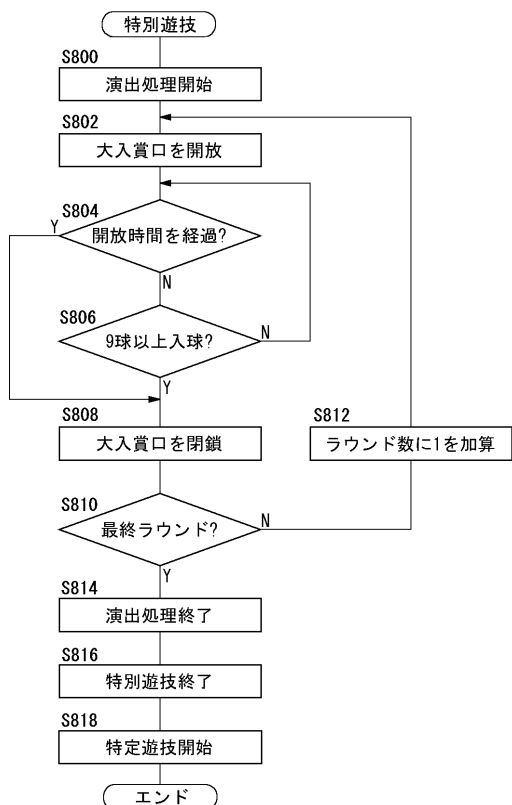 特別遊技
S800
演出処理開始
S802
大入賞口を開放
S804
Y
開放時間を経過?
N
S806
9球以上入球?
N
Y
S808
大入賞口を閉鎖
S812
ラウンド数に1を加算
S810
最終ラウンド?
N
Y
S814
演出処理終了
S816
特別遊技終了
S818
特定遊技開始
エンド